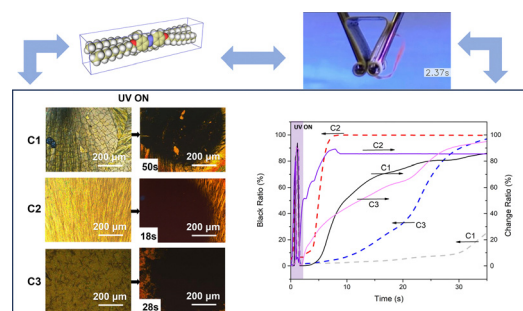 2.37s
UV ON
C1
200 µm
200 µm
50s
C2
200 µm
200 µm
18s
C3
200 µm
200 µm
28s
UV ON
C2
C2
C1
C3
C3
C1
Black Ratio (%)
100
80
60
40
20
0
Change Ratio (%)
100
80
60
40
20
0
0
10
20
30
Time (s)